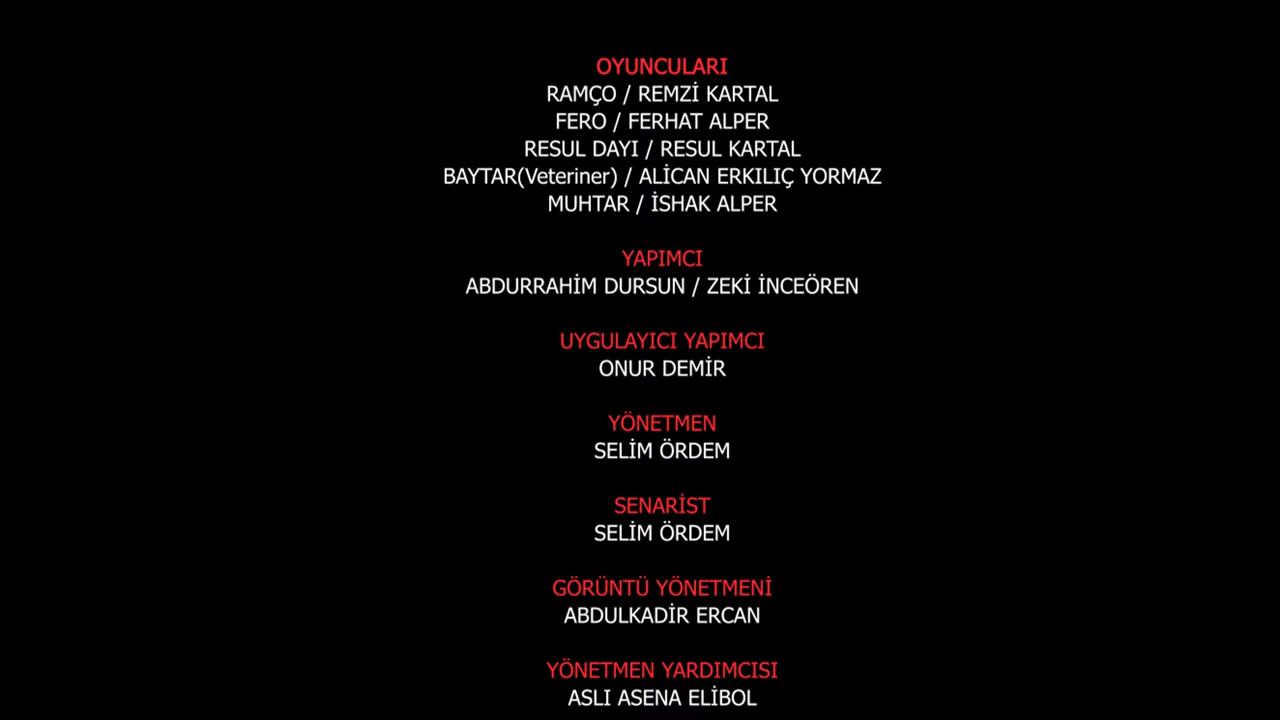 OYUNCULARI
RAMÇO / REMZİ KARTAL
FERO / FERHAT ALPER
RESUL DAYI / RESUL KARTAL
BAYTAR(Veteriner) / ALİCAN ERKILIÇ YORMAZ
MUHTAR / İSHAK ALPER
YAPIMCI
ABDURRAHİM DURSUN / ZEKİ İNCEÖREN
UYGULAYICI YAPIMCI
ONUR DEMİR
YÖNETMEN
SELİM ÖRDEM
SENARİST
SELİM ÖRDEM
GÖRÜNTÜ YÖNETMENİ
ABDULKADİR ERCAN
YÖNETMEN YARDIMCISI
ASLI ASENA ELİBOL